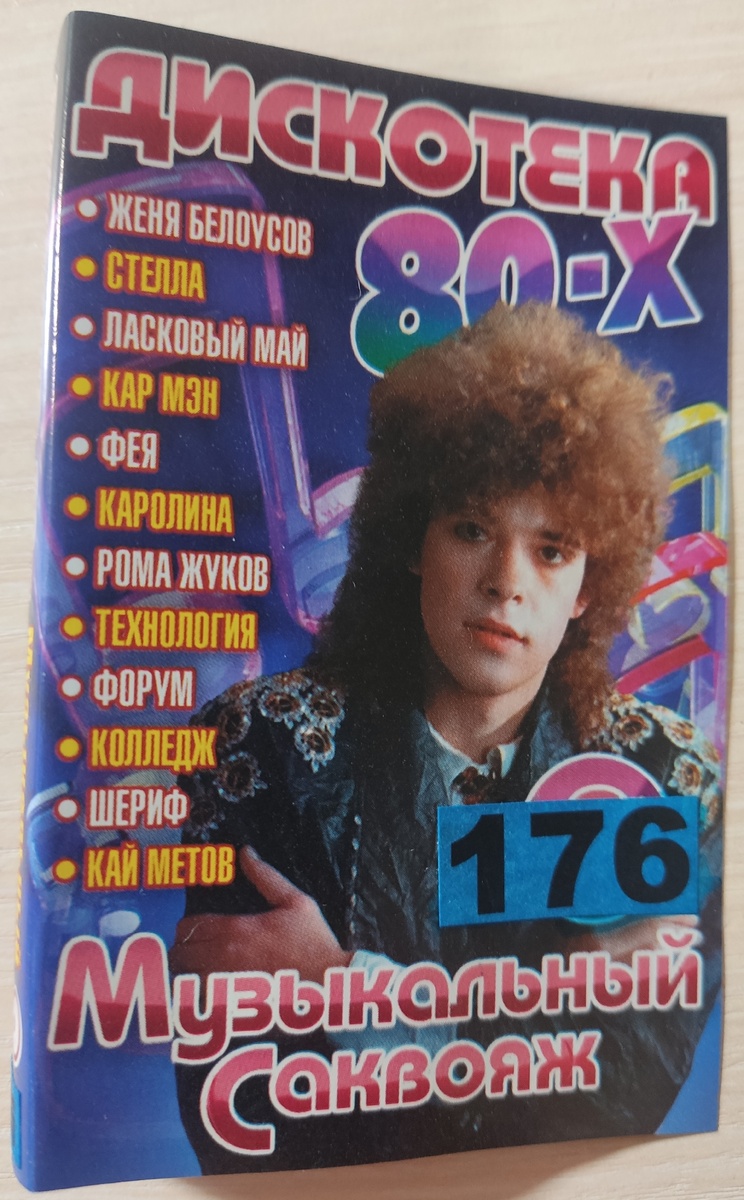 ДИСКОТЕКА
80-Х
• ЖЕНЯ БЕЛОУСОВ
• СТЕЛЛА
• ЛАСКОВЫЙ МАЙ
• КАР МЭН
• ФЕЯ
• КАРОЛИНА
• РОМА ЖУКОВ
• ТЕХНОЛОГИЯ
• ФОРУМ
• КОЛЛЕДЖ
• ШЕРИФ
• КАЙ МЕТОВ
176
Музыкальный
Саквояж